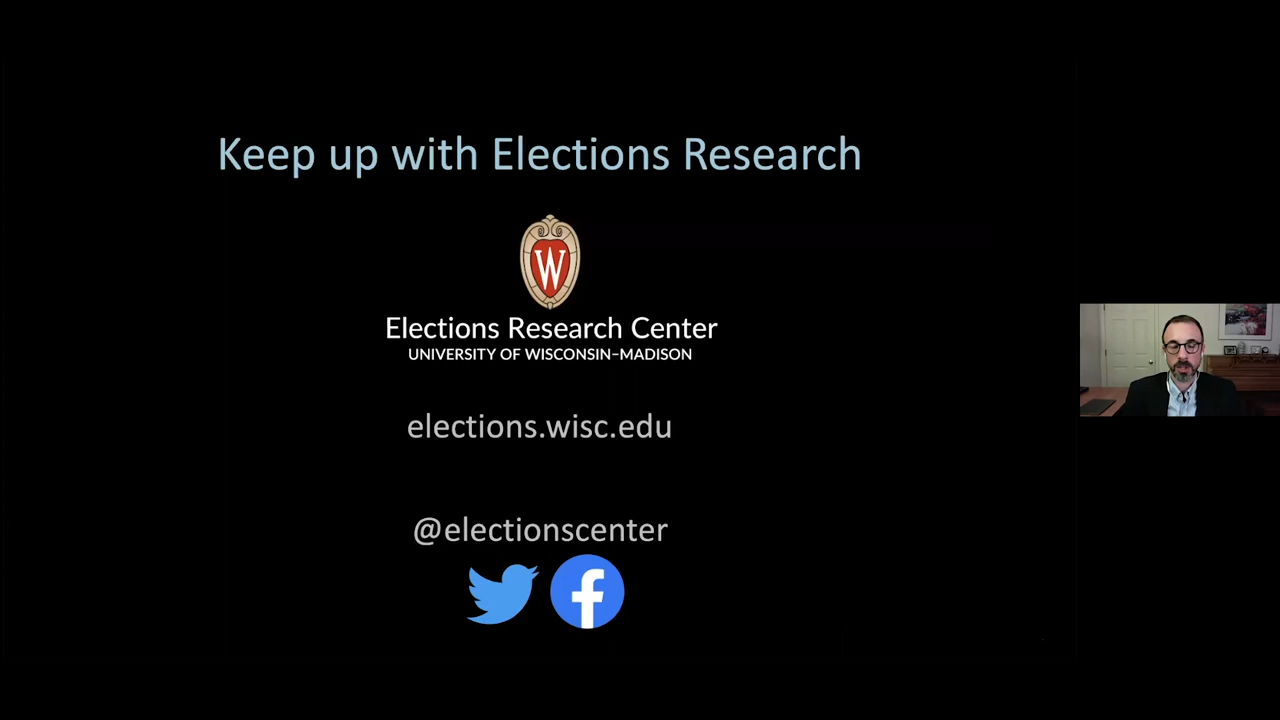 Keep up with Elections Research
W
Elections Research Center
UNIVERSITY OF WISCONSIN–MADISON
elections.wisc.edu
@electionscenter